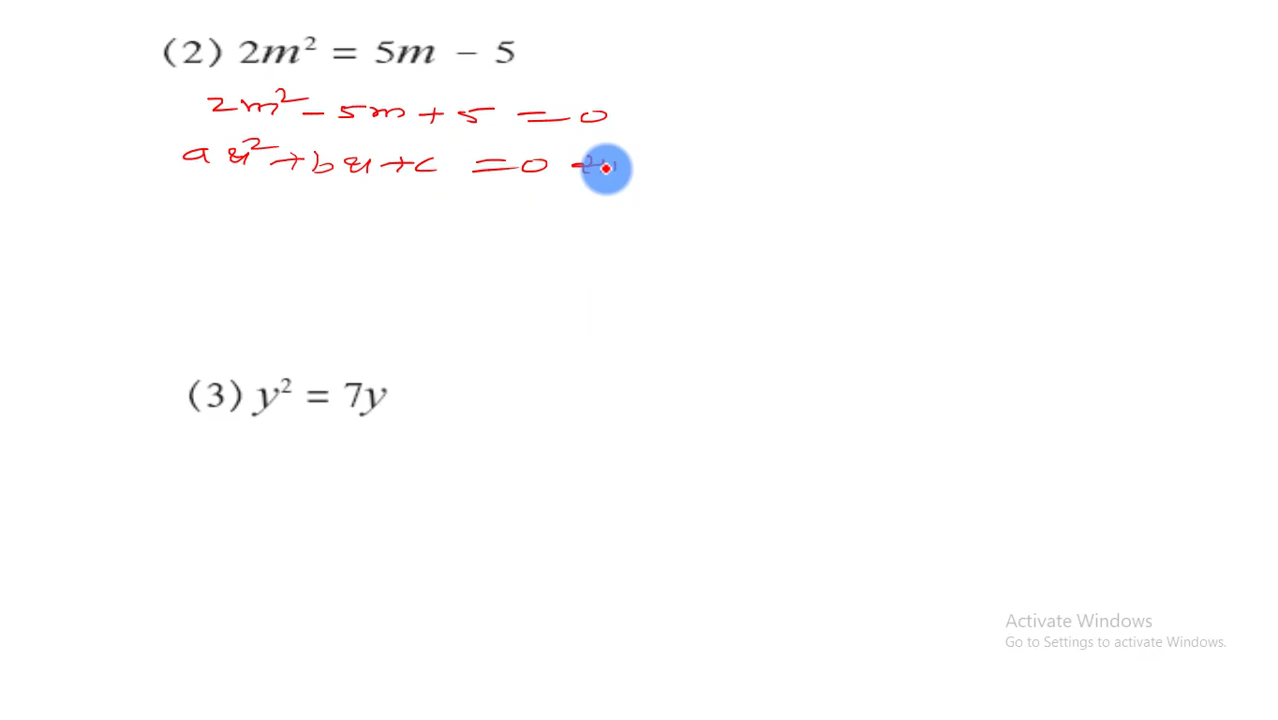 (2) 2m² = 5m − 5
2m² − 5m + 5 = 0
ax² + bx + c = 0
(3) y² = 7y
Activate Windows
Go to Settings to activate Windows.